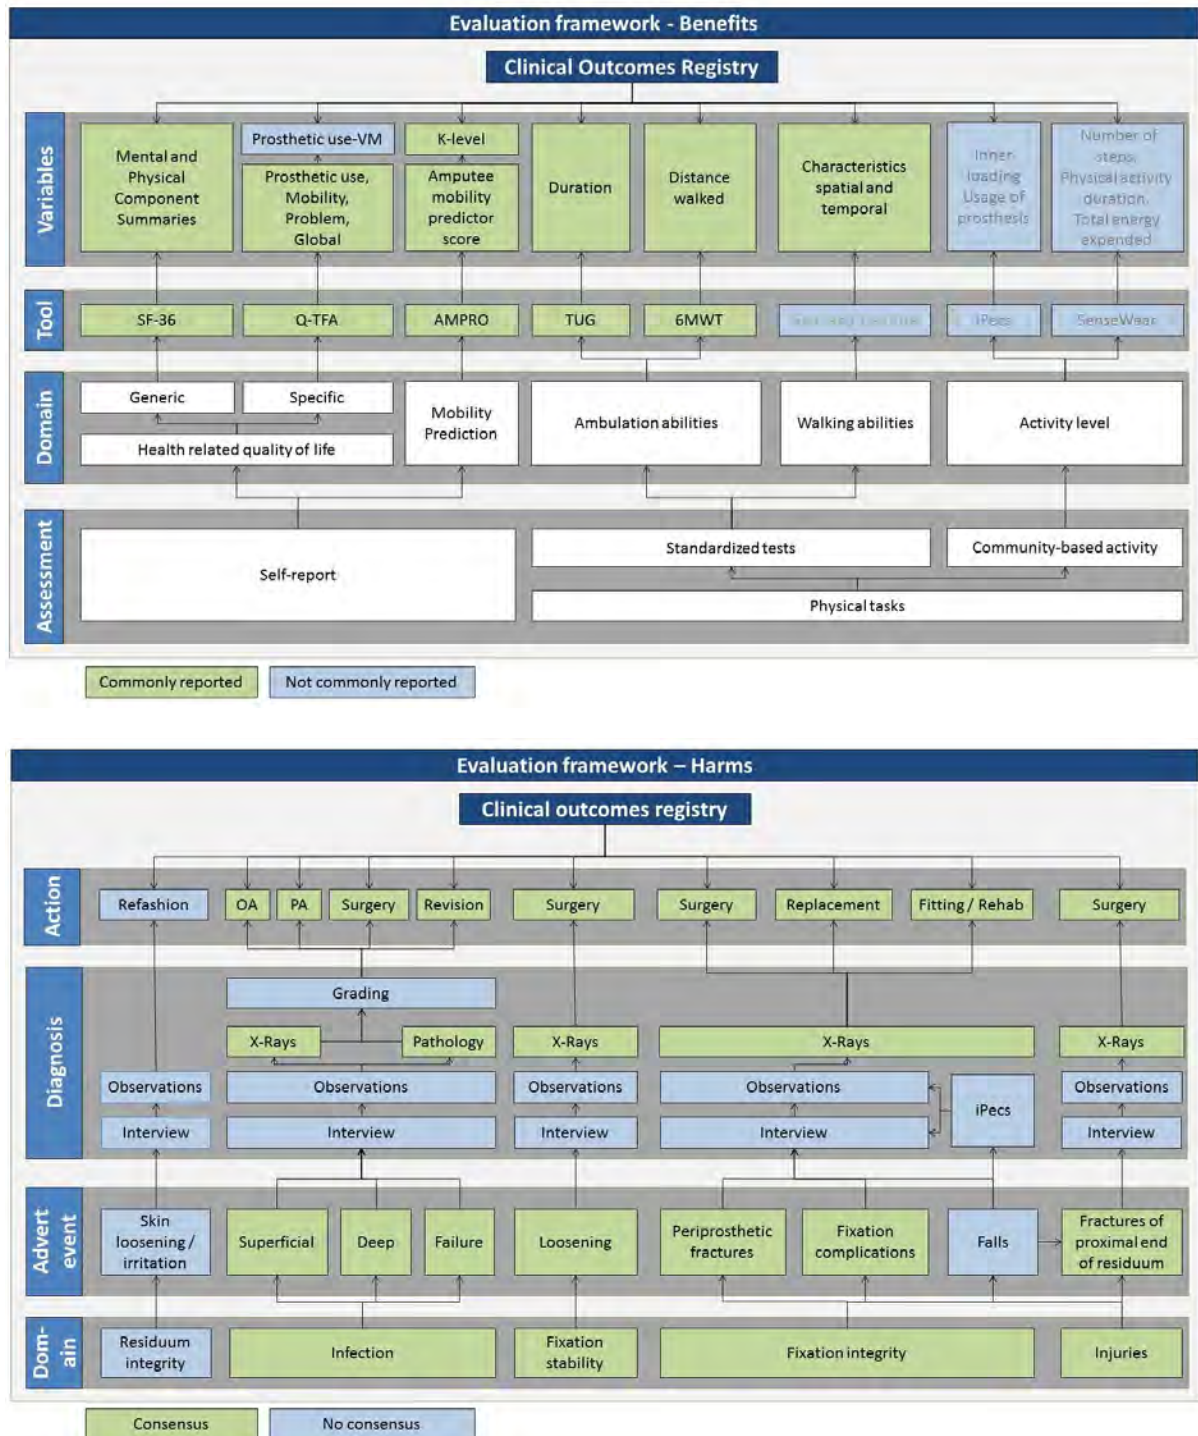 Evaluation framework - Benefits
Clinical Outcomes Registry
Variables
Mental and
Physical
Component
Summaries
Prosthetic use-VM
Prosthetic use,
Mobility,
Problem,
Global
K-level
Amputee
mobility
predictor
score
Duration
Distance
walked
Characteristics
spatial and
temporal
Inner-
loading
Usage of
prosthesis
Number of
steps,
Physical activity
duration,
Total energy
expended
Tool
SF-36
Q-TFA
AMPRO
TUG
6MWT
iPecs
SenseWear
Domain
Generic
Specific
Health related quality of life
Mobility
Prediction
Ambulation abilities
Walking abilities
Activity level
Assessment
Self-report
Standardized tests
Community-based activity
Physical tasks
Commonly reported
Not commonly reported
Evaluation framework – Harms
Clinical outcomes registry
Action
Refashion
OA
PA
Surgery
Revision
Surgery
Surgery
Replacement
Fitting / Rehab
Surgery
Diagnosis
Grading
X-Rays
Pathology
X-Rays
X-Rays
X-Rays
Observations
Observations
Observations
Observations
iPecs
Observations
Interview
Interview
Interview
Interview
Interview
Advert
event
Skin
loosening /
irritation
Superficial
Deep
Failure
Loosening
Periprosthetic
fractures
Fixation
complications
Falls
Fractures of
proximal end
of residuum
Dom-
ain
Residuum
integrity
Infection
Fixation
stability
Fixation integrity
Injuries
Consensus
No consensus